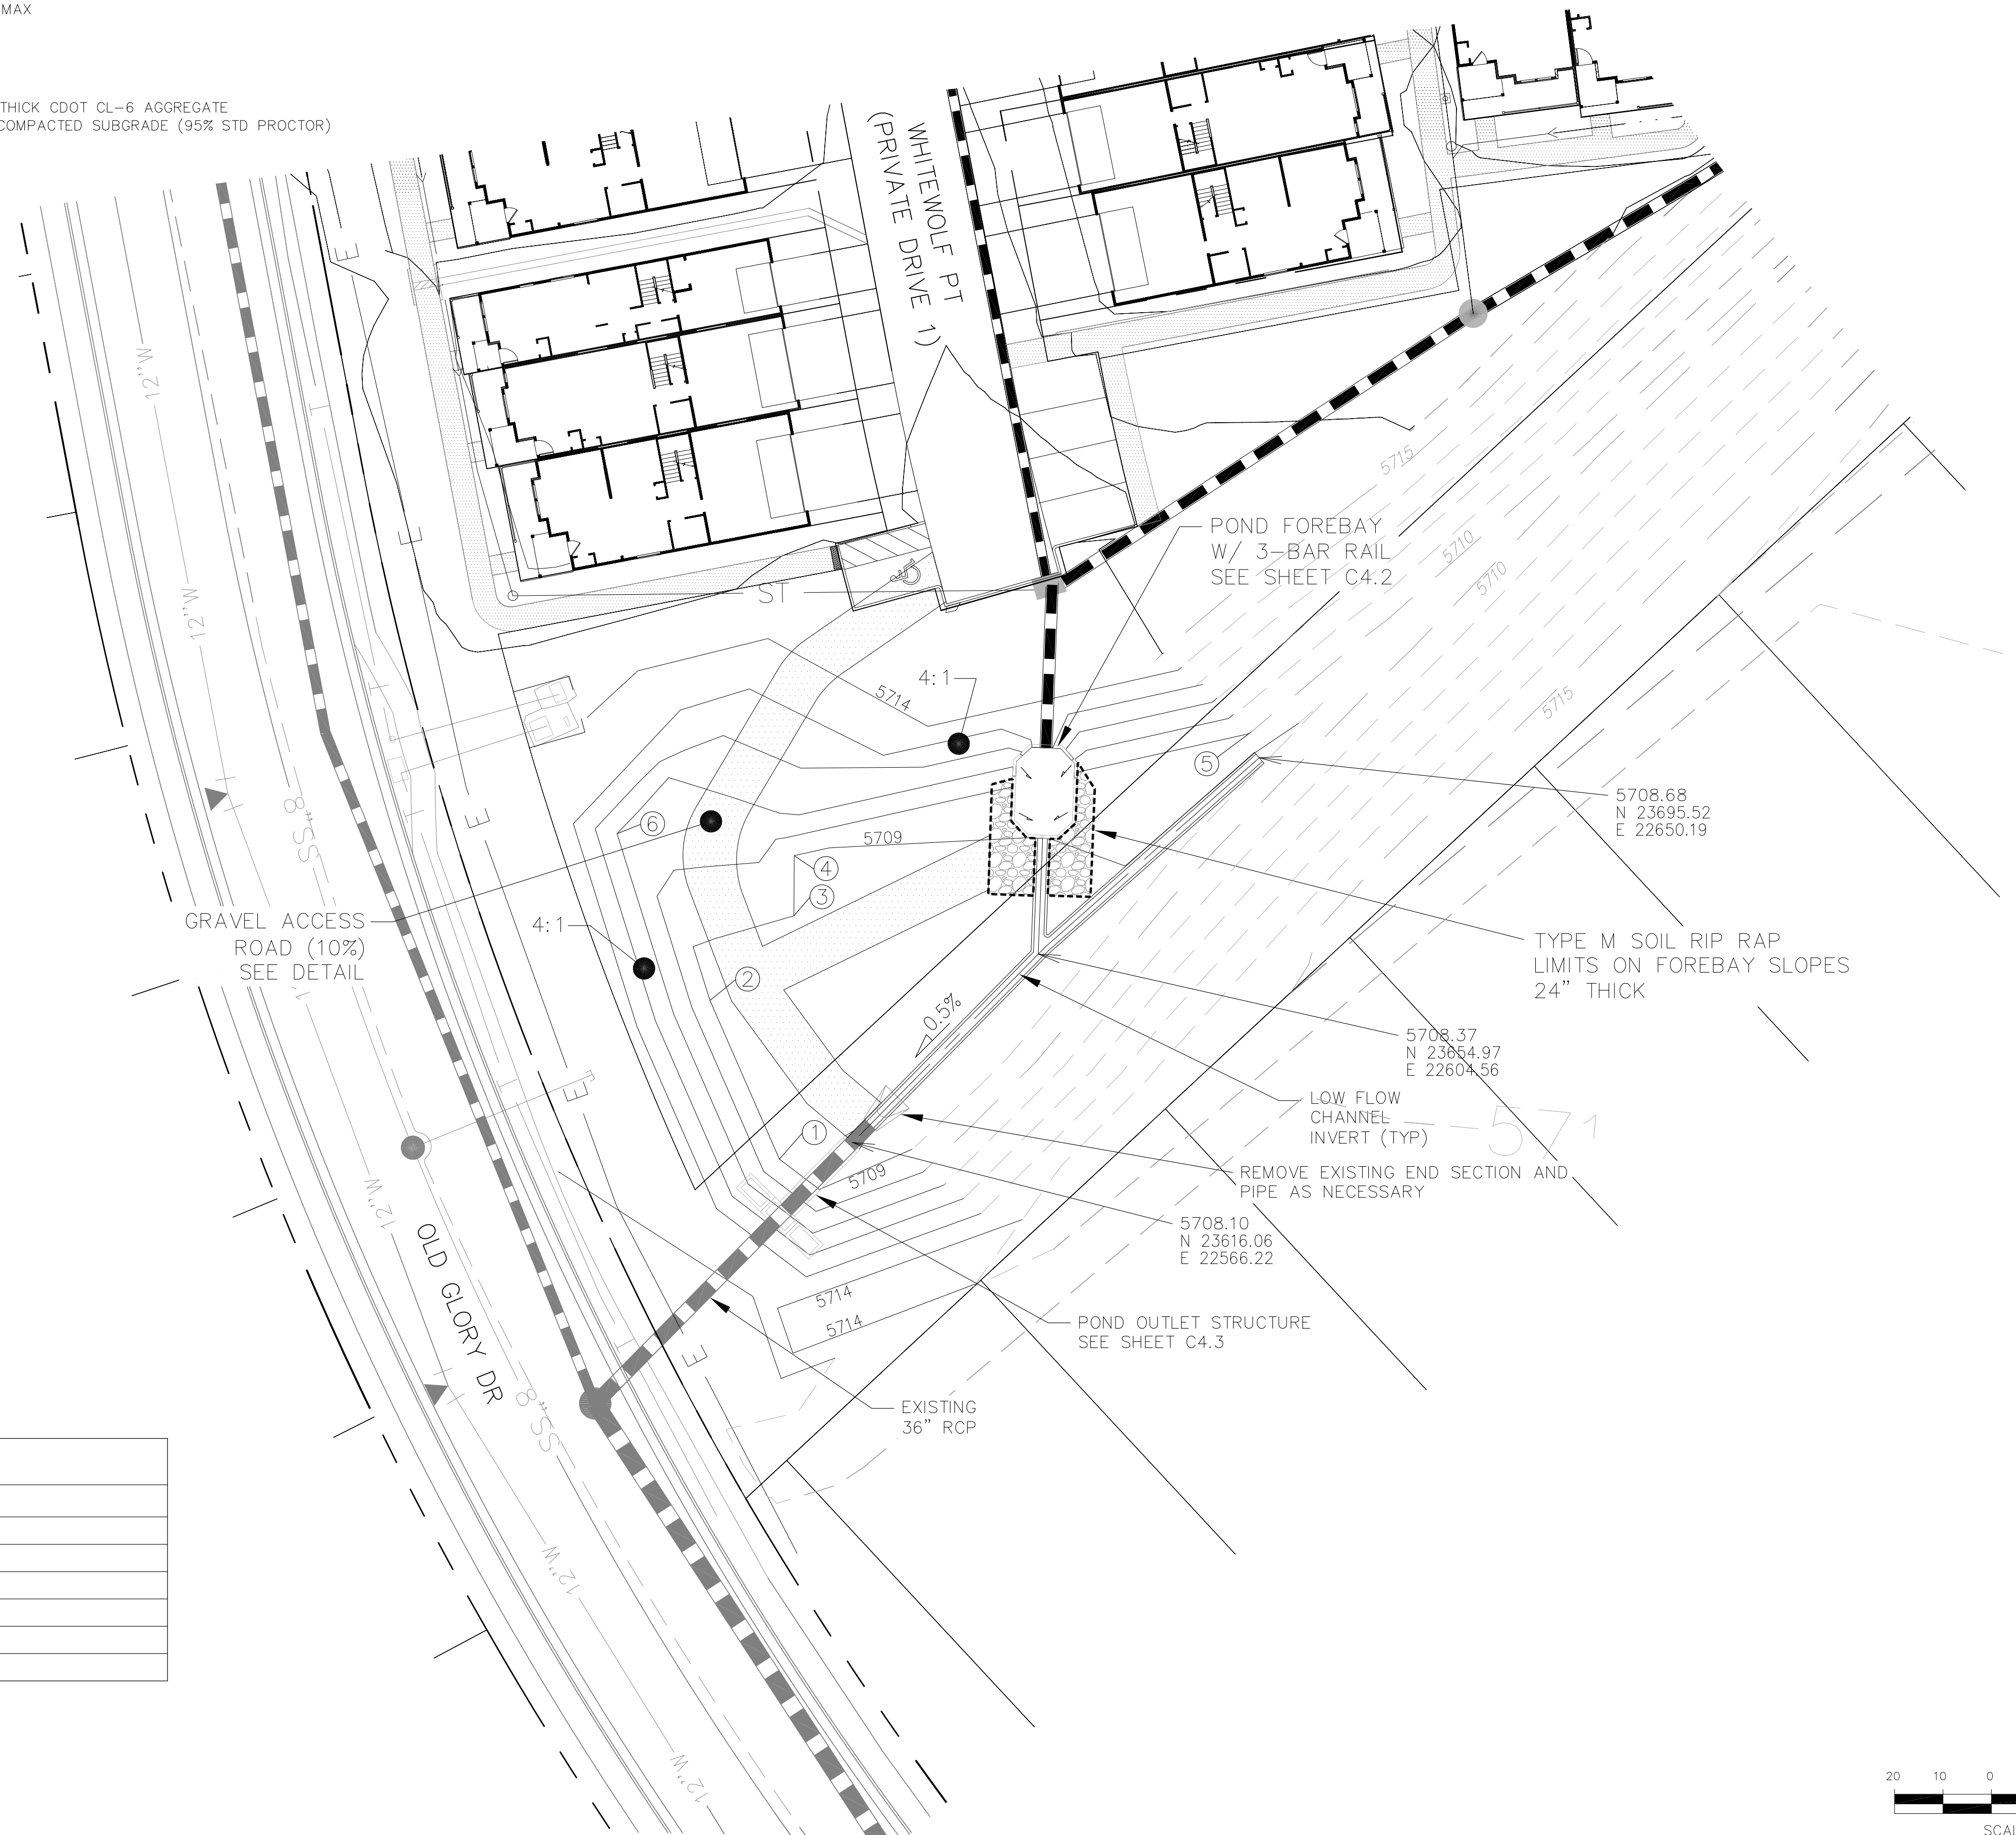 MAX
THICK CDOT CL-6 AGGREGATE
COMPACTED SUBGRADE (95% STD PROCTOR)
WHITEWOLF PT
(PRIVATE DRIVE 1)
E
12"W
T
E
5715
POND FOREBAY
W/ 3-BAR RAIL
SEE SHEET C4.2
5710
5710
ST
12"W
4:1
5714
T
5715
5
5708.68
N 23695.52
E 22650.19
SS 8"
T
E
6
5709
4
3
GRAVEL ACCESS
ROAD (10%)
SEE DETAIL
4:1
TYPE M SOIL RIP RAP
LIMITS ON FOREBAY SLOPES
24" THICK
2
0.5%
5708.37
N 23654.97
E 22604.56
T
E
LOW FLOW
CHANNEL
INVERT (TYP)
571
1
REMOVE EXISTING END SECTION AND
PIPE AS NECESSARY
5709
12"W
5708.10
N 23616.06
E 22566.22
OLD GLORY DR
5714
5714
POND OUTLET STRUCTURE
SEE SHEET C4.3
T
E
EXISTING
36" RCP
SS 8"
12"W
12"W
20 10 0
SCAL